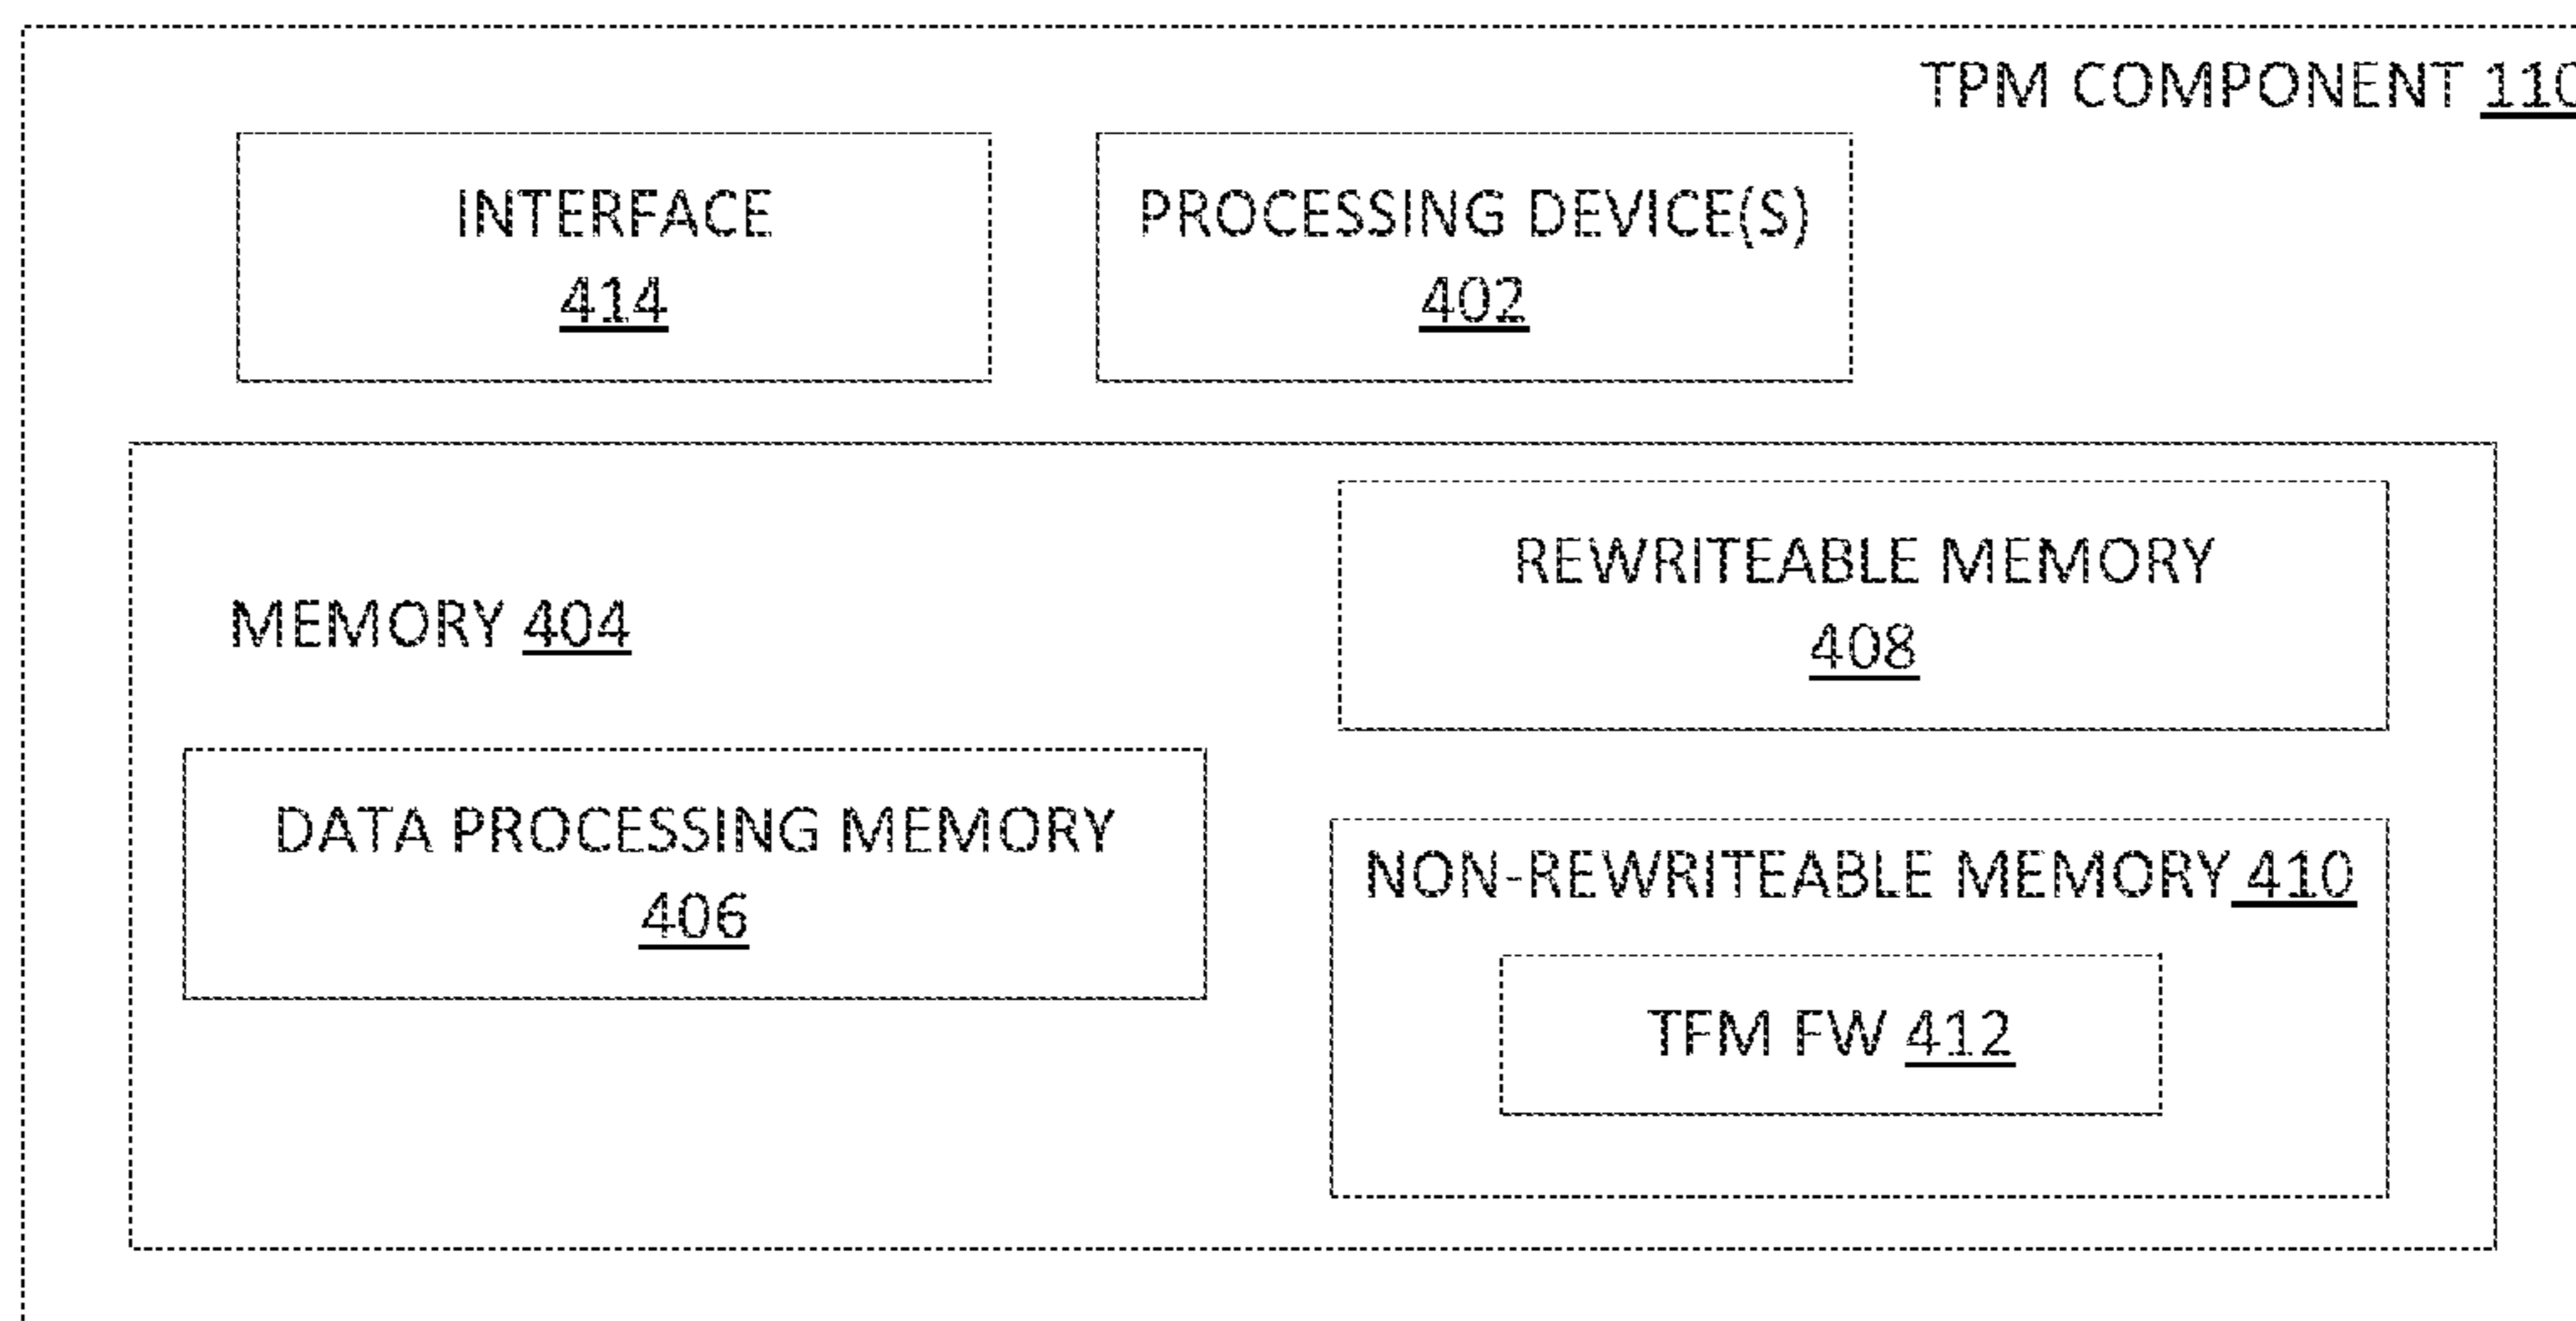 TPM COMPONENT 110
INTERFACE
414
PROCESSING DEVICE(S)
402
MEMORY 404
REWRITEABLE MEMORY
408
DATA PROCESSING MEMORY
406
NON-REWRITEABLE MEMORY 410
TFM FW 412